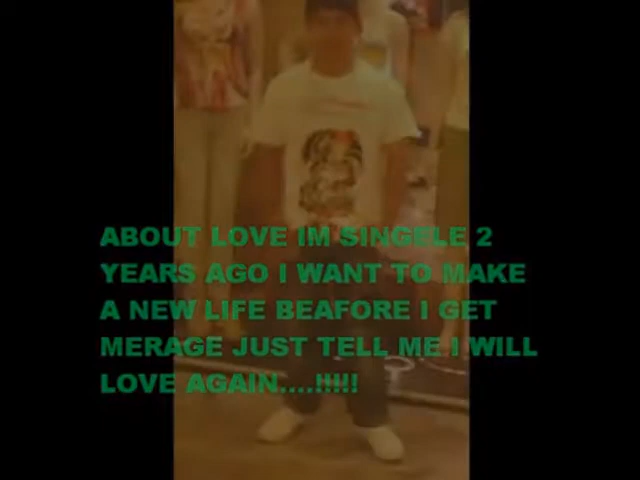 ABOUT LOVE IM SINGELE 2
YEARS AGO I WANT TO MAKE
A NEW LIFE BEAFORE I GET
MERAGE JUST TELL ME I WILL
LOVE AGAIN....!!!!!